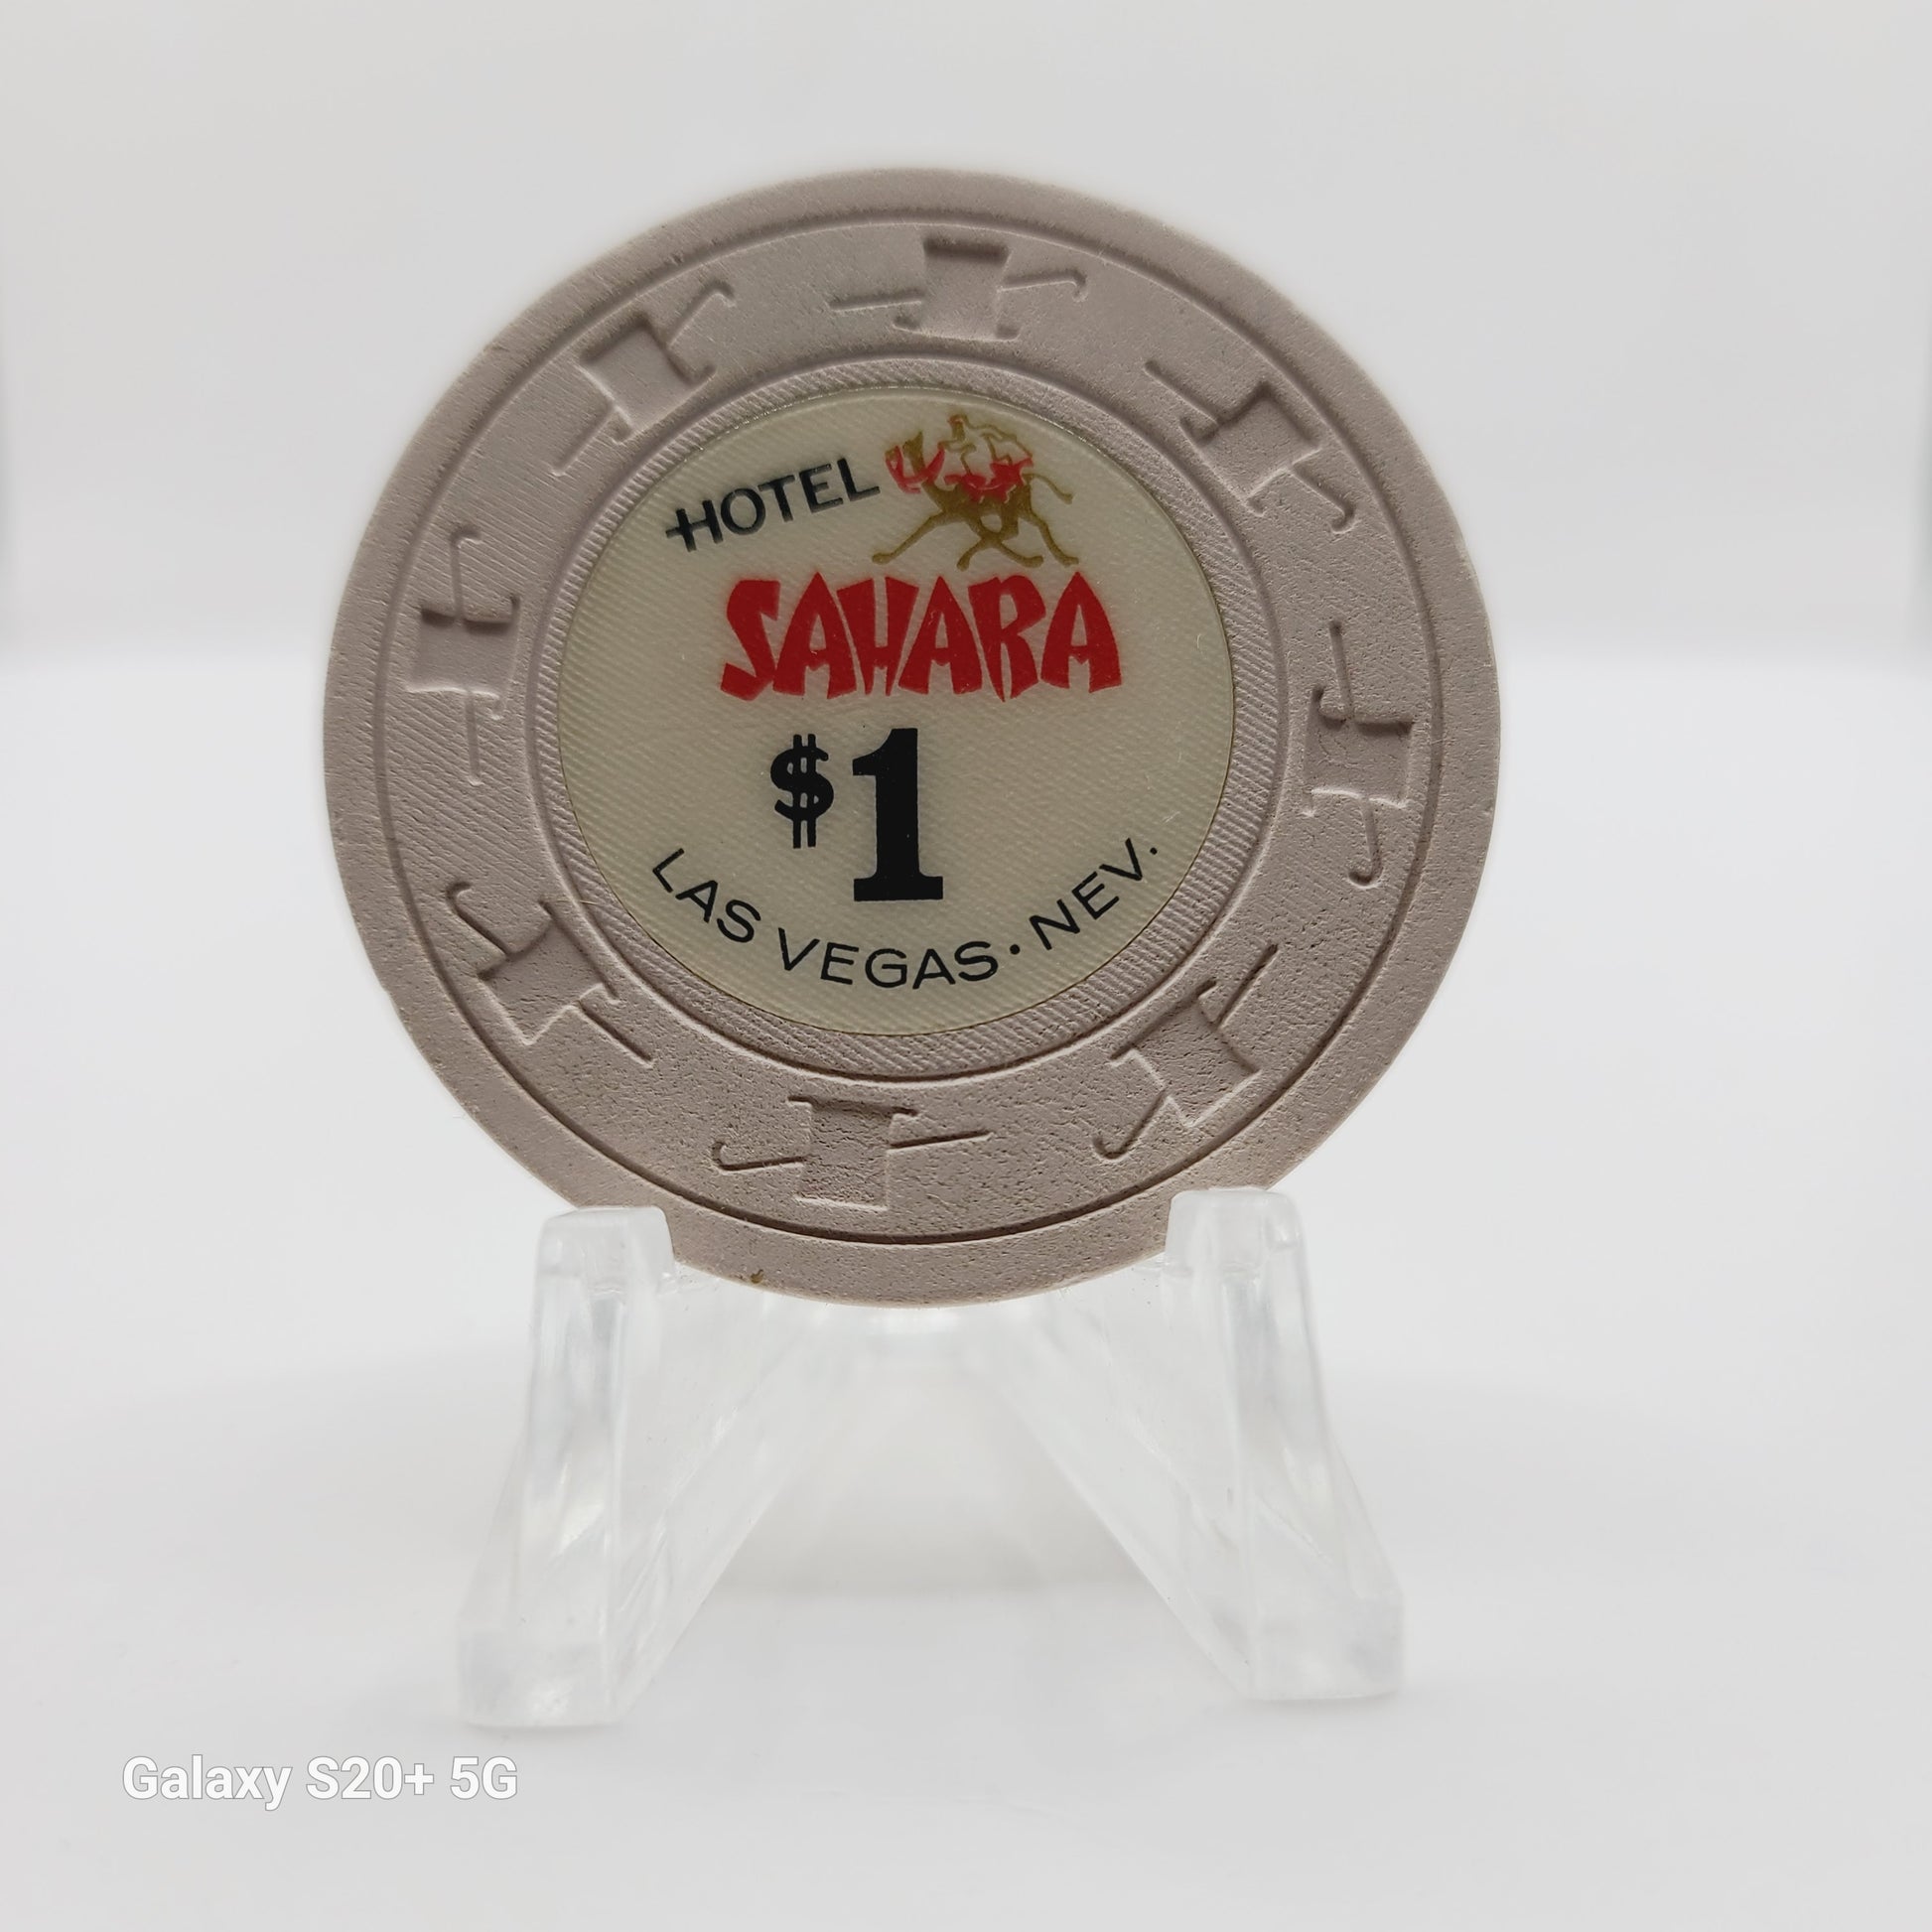 HOTEL
SAHARA
$1
LAS VEGAS · NEV.
Galaxy S20+ 5G